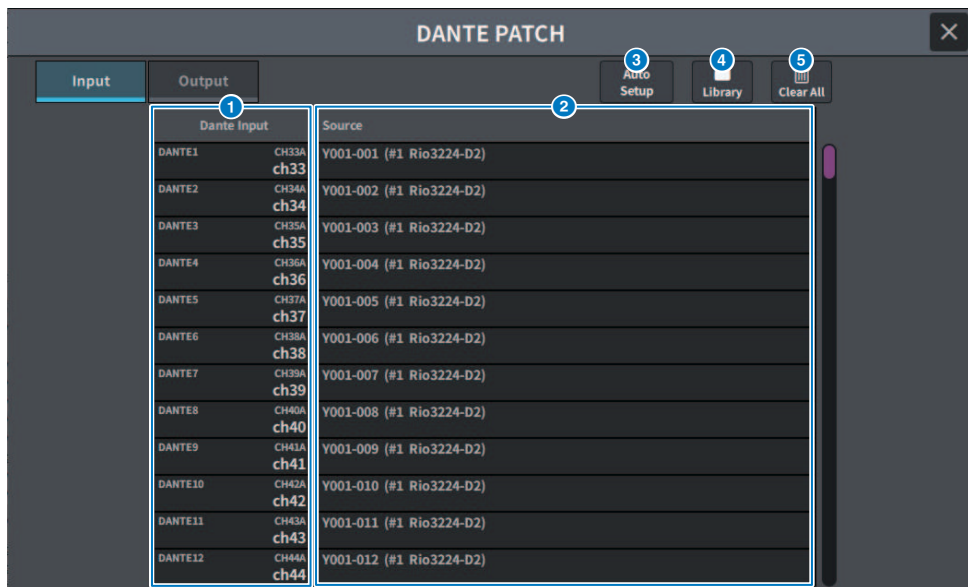 DANTE PATCH
Input
Output
3
Auto
Setup
4
Library
5
Clear All
1
Dante Input
2
Source
DANTE1 CH33A Y001-001 (#1 Rio3224-D2)
ch33
DANTE2 CH34A Y001-002 (#1 Rio3224-D2)
ch34
DANTE3 CH35A Y001-003 (#1 Rio3224-D2)
ch35
DANTE4 CH36A Y001-004 (#1 Rio3224-D2)
ch36
DANTE5 CH37A Y001-005 (#1 Rio3224-D2)
ch37
DANTE6 CH38A Y001-006 (#1 Rio3224-D2)
ch38
DANTE7 CH39A Y001-007 (#1 Rio3224-D2)
ch39
DANTE8 CH40A Y001-008 (#1 Rio3224-D2)
ch40
DANTE9 CH41A Y001-009 (#1 Rio3224-D2)
ch41
DANTE10 CH42A Y001-010 (#1 Rio3224-D2)
ch42
DANTE11 CH43A Y001-011 (#1 Rio3224-D2)
ch43
DANTE12 CH44A Y001-012 (#1 Rio3224-D2)
ch44